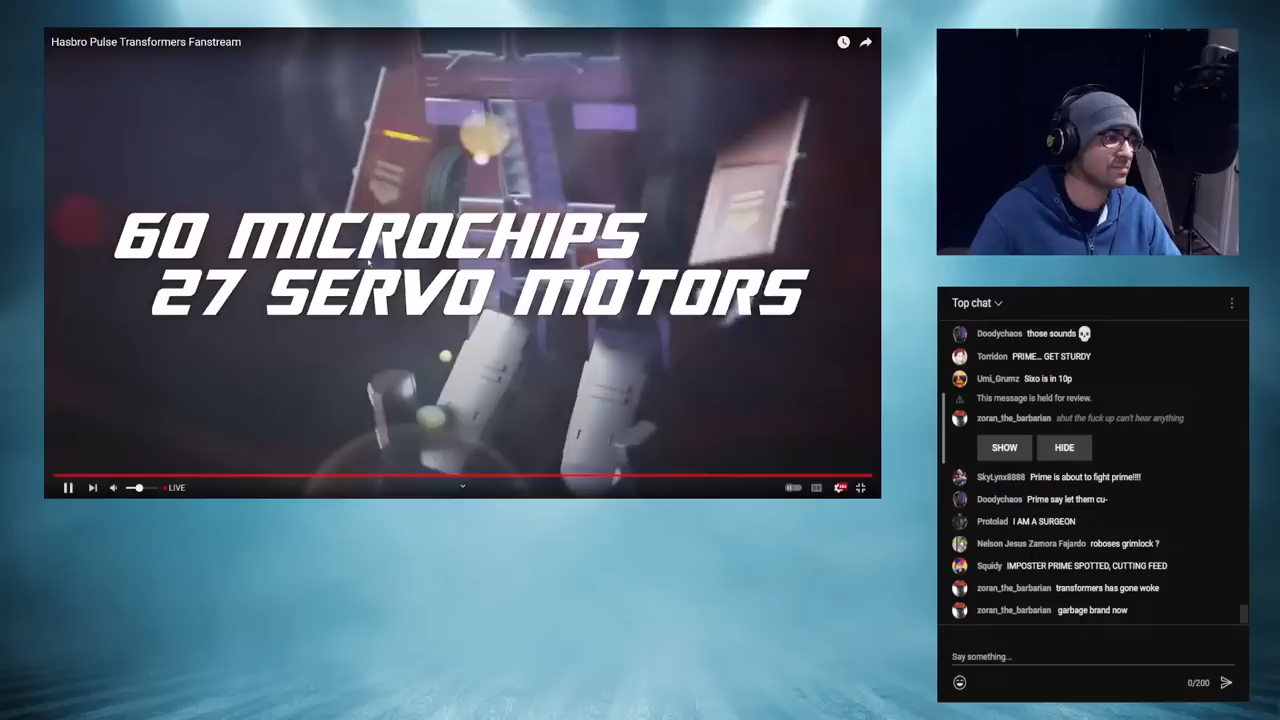 Hasbro Pulse Transformers Fanstream
60 MICROCHIPS
27 SERVO MOTORS
LIVE
Top chat
Doodychaos those sounds 💀
Torridon PRIME... GET STURDY
Umi_Grumz Sixo is in 10p
This message is held for review.
zoran_the_barbarian shut the fuck up can't hear anything
SHOW HIDE
SkyLynx8888 Prime is about to fight prime!!!!
Doodychaos Prime say let them cu-
Protolad I AM A SURGEON
Nelson Jesus Zamora Fajardo roboses grimlock ?
Squidy IMPOSTER PRIME SPOTTED, CUTTING FEED
zoran_the_barbarian transformers has gone woke
zoran_the_barbarian garbage brand now
Say something...
0/200